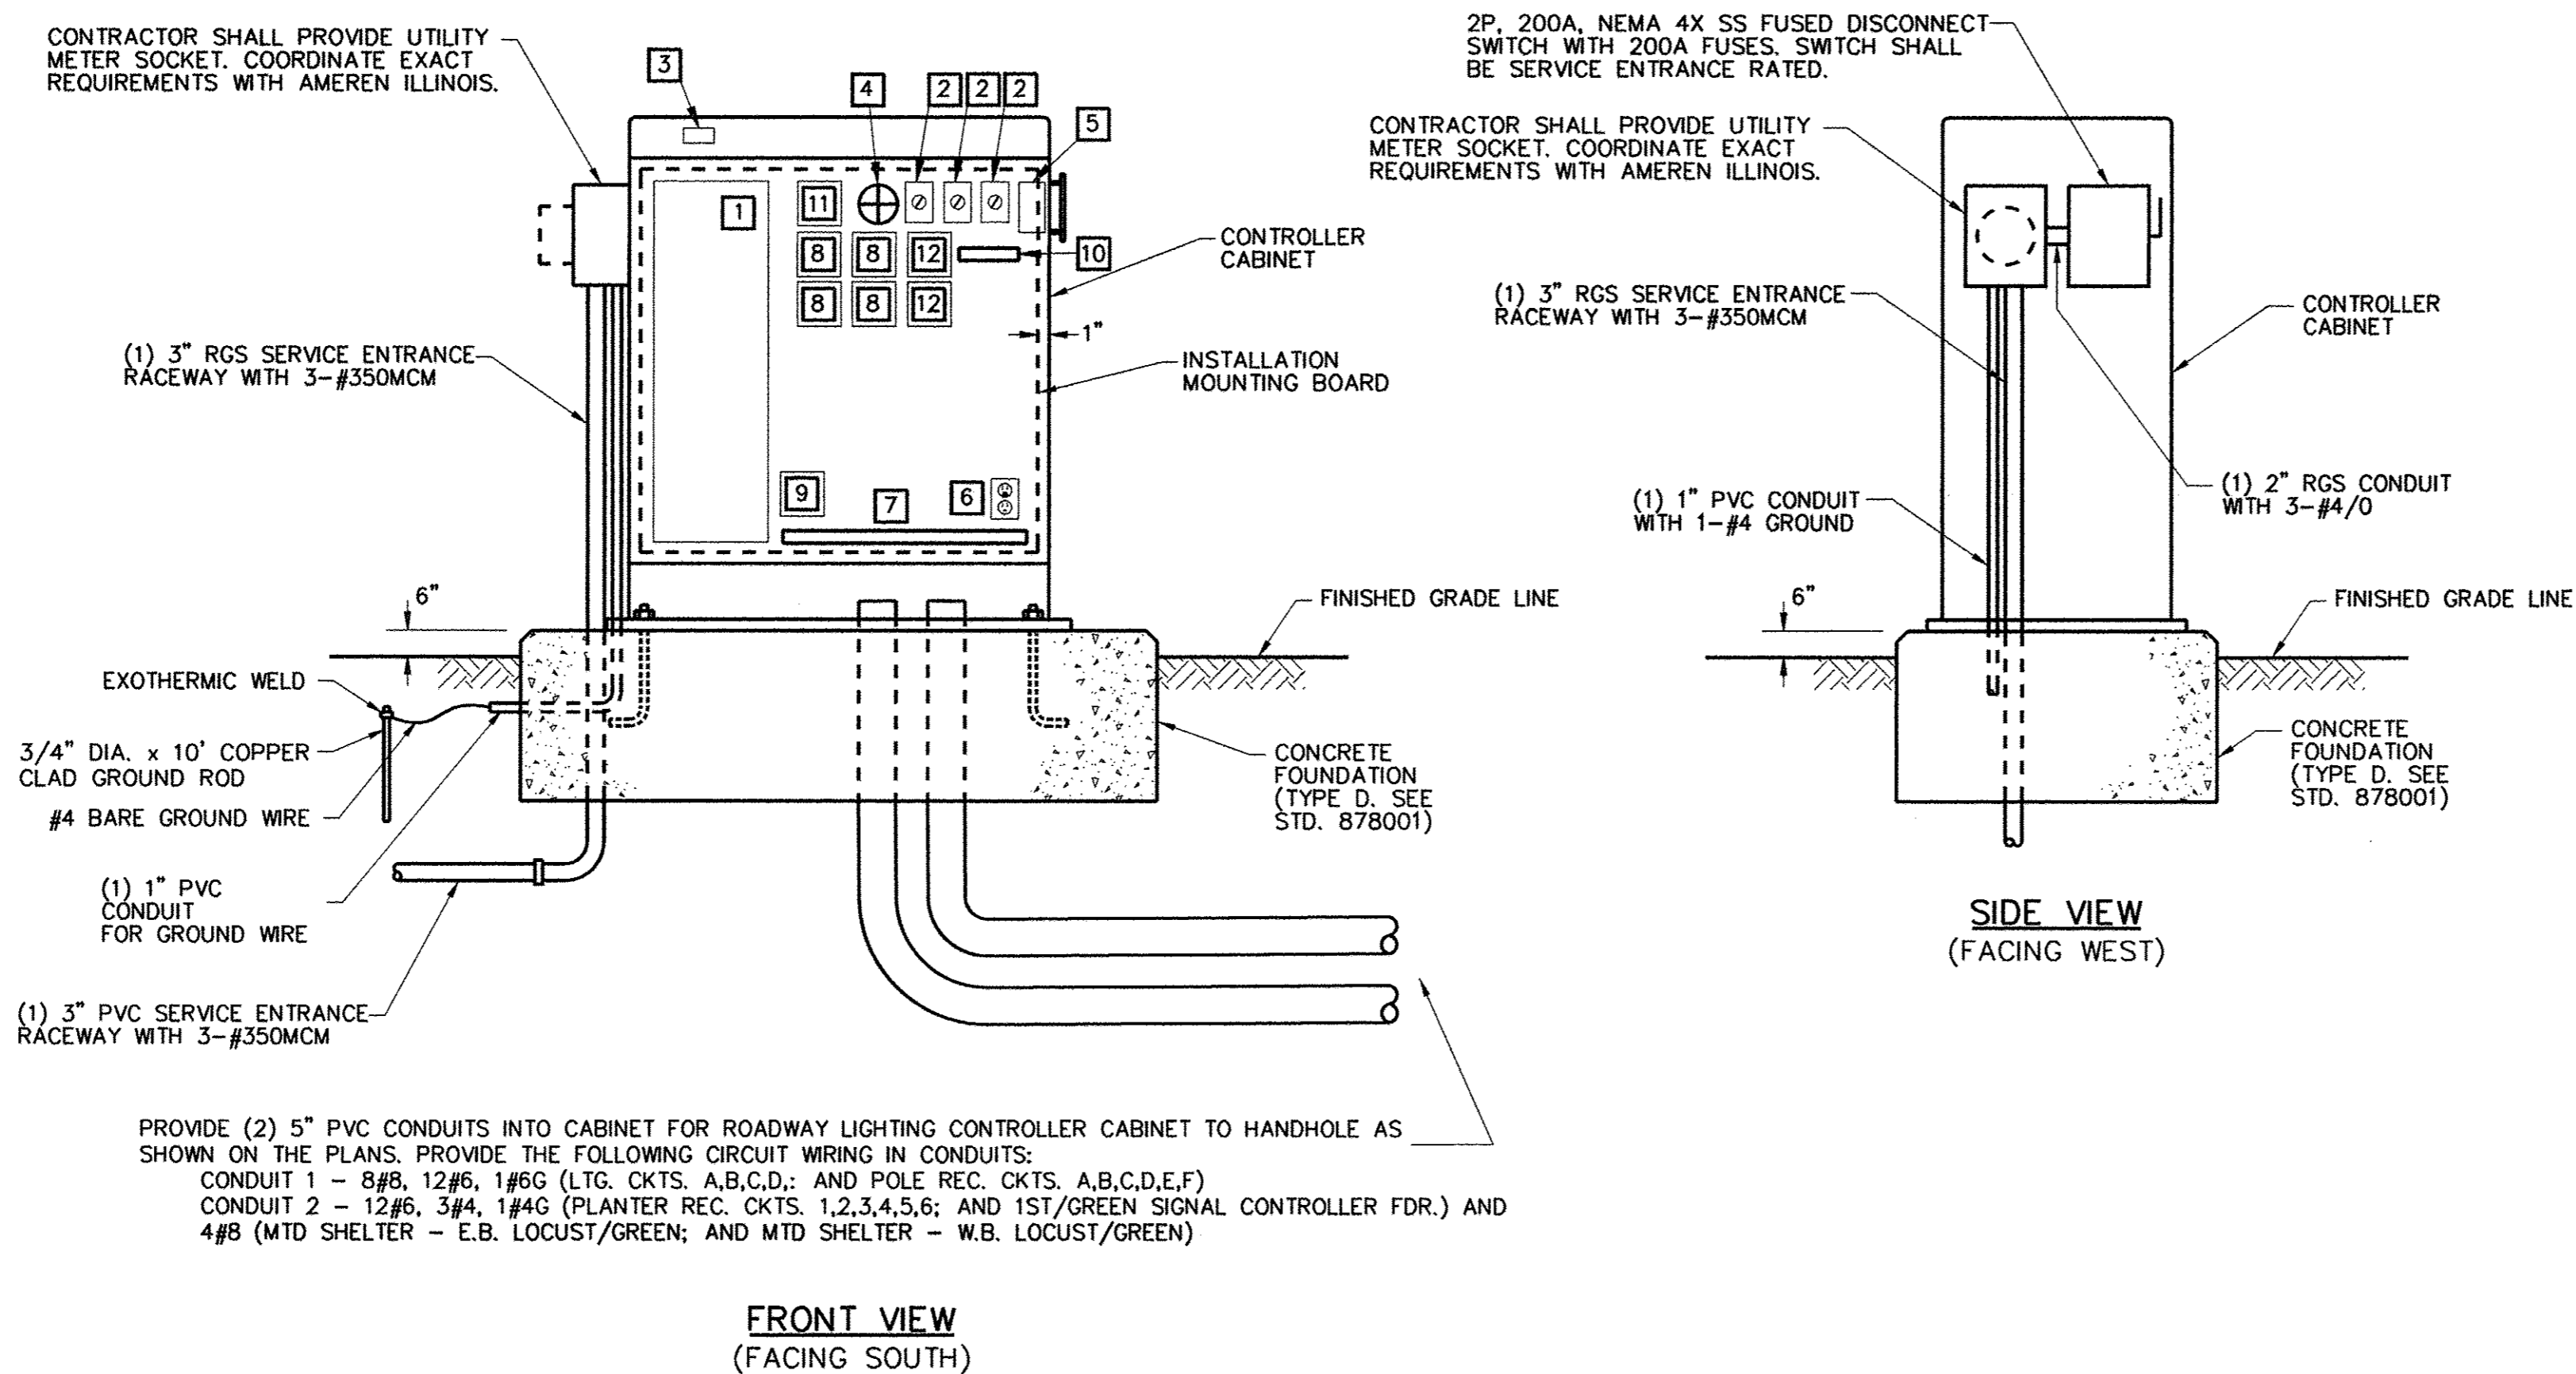 CONTRACTOR SHALL PROVIDE UTILITY
METER SOCKET. COORDINATE EXACT
REQUIREMENTS WITH AMEREN ILLINOIS.
3
4
2
2
2
5
1
11
8
8
12
10
8
8
12
CONTROLLER
CABINET
1"
INSTALLATION
MOUNTING BOARD
(1) 3" RGS SERVICE ENTRANCE
RACEWAY WITH 3-#350MCM
9
7
6
6"
FINISHED GRADE LINE
EXOTHERMIC WELD
3/4" DIA. x 10' COPPER
CLAD GROUND ROD
#4 BARE GROUND WIRE
(1) 1" PVC
CONDUIT
FOR GROUND WIRE
(1) 3" PVC SERVICE ENTRANCE
RACEWAY WITH 3-#350MCM
CONCRETE
FOUNDATION
(TYPE D. SEE
STD. 878001)
PROVIDE (2) 5" PVC CONDUITS INTO CABINET FOR ROADWAY LIGHTING CONTROLLER CABINET TO HANDHOLE AS
SHOWN ON THE PLANS. PROVIDE THE FOLLOWING CIRCUIT WIRING IN CONDUITS:
CONDUIT 1 - 8#8, 12#6, 1#6G (LTG. CKTS. A,B,C,D,: AND POLE REC. CKTS. A,B,C,D,E,F)
CONDUIT 2 - 12#6, 3#4, 1#4G (PLANTER REC. CKTS. 1,2,3,4,5,6; AND 1ST/GREEN SIGNAL CONTROLLER FDR.) AND
4#8 (MTD SHELTER - E.B. LOCUST/GREEN; AND MTD SHELTER - W.B. LOCUST/GREEN)
FRONT VIEW
(FACING SOUTH)
2P, 200A, NEMA 4X SS FUSED DISCONNECT
SWITCH WITH 200A FUSES. SWITCH SHALL
BE SERVICE ENTRANCE RATED.
CONTRACTOR SHALL PROVIDE UTILITY
METER SOCKET. COORDINATE EXACT
REQUIREMENTS WITH AMEREN ILLINOIS.
(1) 3" RGS SERVICE ENTRANCE
RACEWAY WITH 3-#350MCM
CONTROLLER
CABINET
(1) 1" PVC CONDUIT
WITH 1-#4 GROUND
(1) 2" RGS CONDUIT
WITH 3-#4/0
6"
FINISHED GRADE LINE
CONCRETE
FOUNDATION
(TYPE D. SEE
STD. 878001)
SIDE VIEW
(FACING WEST)